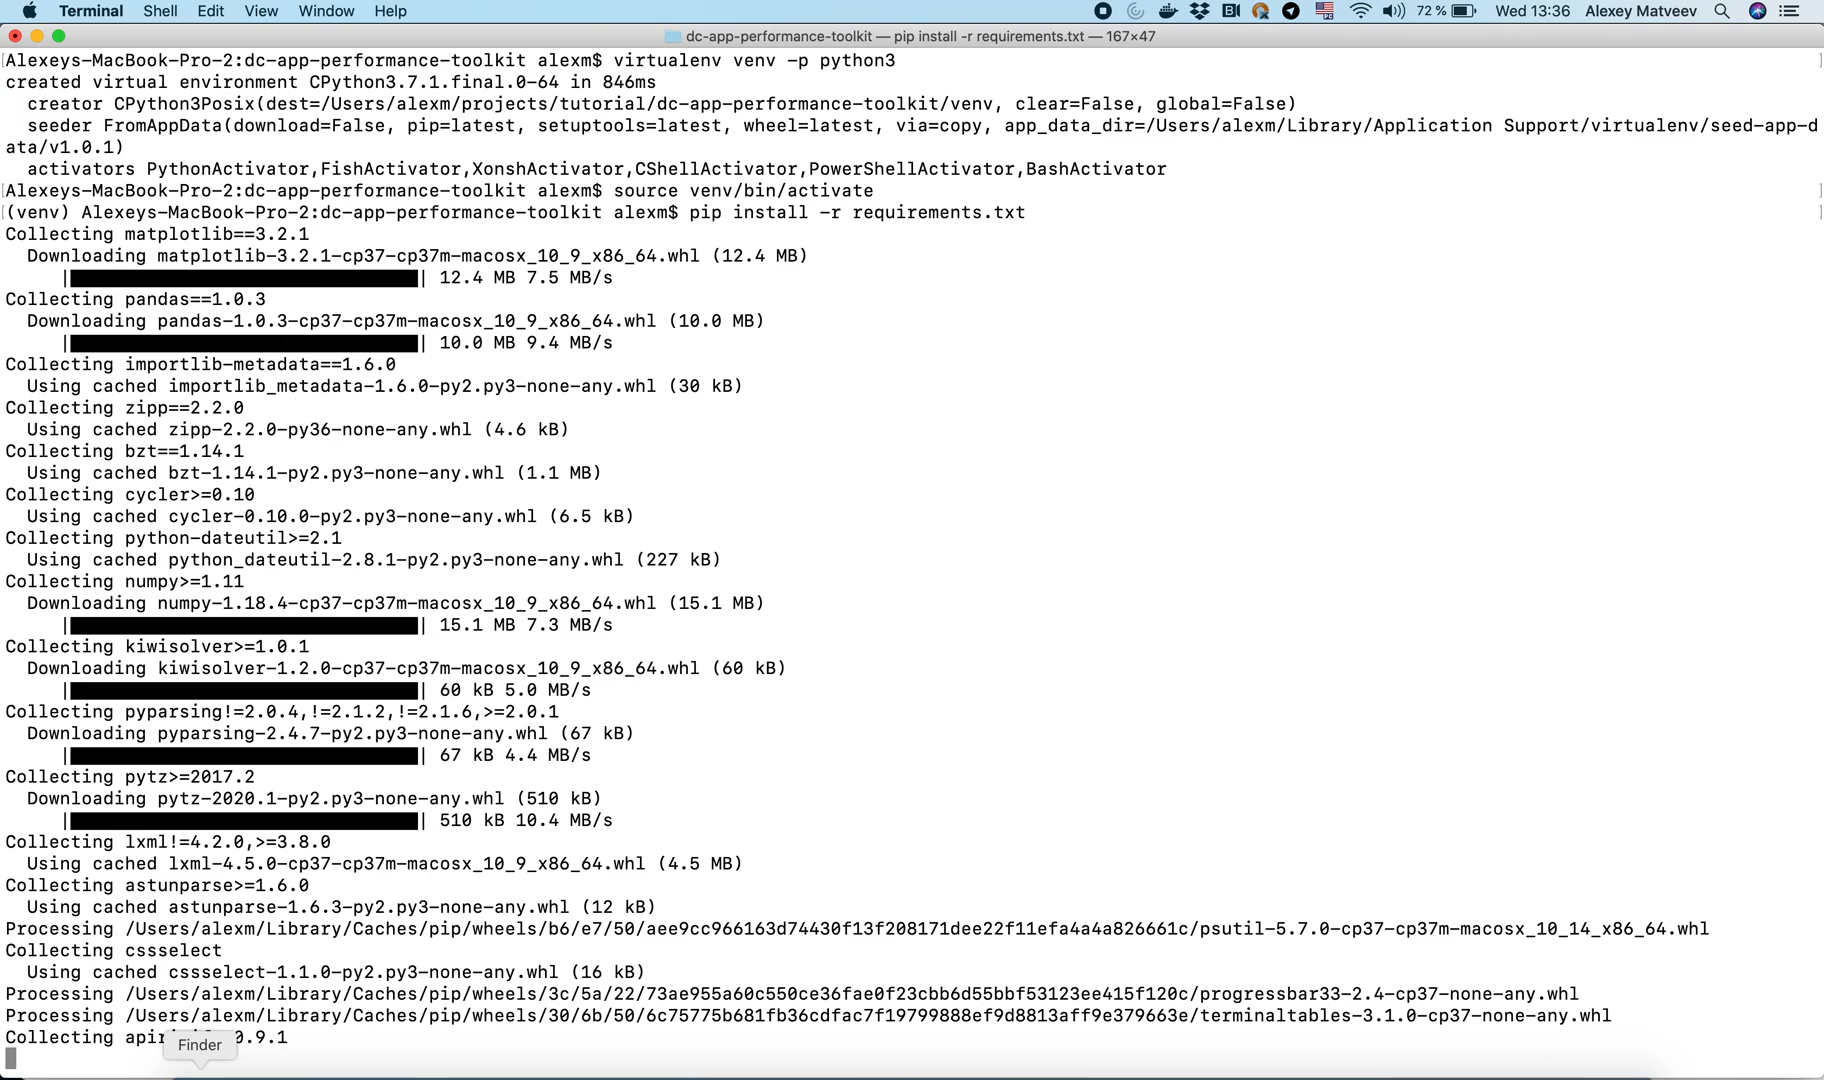 Terminal Shell Edit View Window Help 72 % Wed 13:36 Alexey Matveev
dc-app-performance-toolkit — pip install -r requirements.txt — 167×47
[Alexeys-MacBook-Pro-2:dc-app-performance-toolkit alexm$ virtualenv venv -p python3 ]
created virtual environment CPython3.7.1.final.0-64 in 846ms
  creator CPython3Posix(dest=/Users/alexm/projects/tutorial/dc-app-performance-toolkit/venv, clear=False, global=False)
  seeder FromAppData(download=False, pip=latest, setuptools=latest, wheel=latest, via=copy, app_data_dir=/Users/alexm/Library/Application Support/virtualenv/seed-app-d
ata/v1.0.1)
  activators PythonActivator,FishActivator,XonshActivator,CShellActivator,PowerShellActivator,BashActivator
[Alexeys-MacBook-Pro-2:dc-app-performance-toolkit alexm$ source venv/bin/activate ]
[(venv) Alexeys-MacBook-Pro-2:dc-app-performance-toolkit alexm$ pip install -r requirements.txt ]
Collecting matplotlib==3.2.1
  Downloading matplotlib-3.2.1-cp37-cp37m-macosx_10_9_x86_64.whl (12.4 MB)
     |████████████████████████████████| 12.4 MB 7.5 MB/s
Collecting pandas==1.0.3
  Downloading pandas-1.0.3-cp37-cp37m-macosx_10_9_x86_64.whl (10.0 MB)
     |████████████████████████████████| 10.0 MB 9.4 MB/s
Collecting importlib-metadata==1.6.0
  Using cached importlib_metadata-1.6.0-py2.py3-none-any.whl (30 kB)
Collecting zipp==2.2.0
  Using cached zipp-2.2.0-py36-none-any.whl (4.6 kB)
Collecting bzt==1.14.1
  Using cached bzt-1.14.1-py2.py3-none-any.whl (1.1 MB)
Collecting cycler>=0.10
  Using cached cycler-0.10.0-py2.py3-none-any.whl (6.5 kB)
Collecting python-dateutil>=2.1
  Using cached python_dateutil-2.8.1-py2.py3-none-any.whl (227 kB)
Collecting numpy>=1.11
  Downloading numpy-1.18.4-cp37-cp37m-macosx_10_9_x86_64.whl (15.1 MB)
     |████████████████████████████████| 15.1 MB 7.3 MB/s
Collecting kiwisolver>=1.0.1
  Downloading kiwisolver-1.2.0-cp37-cp37m-macosx_10_9_x86_64.whl (60 kB)
     |████████████████████████████████| 60 kB 5.0 MB/s
Collecting pyparsing!=2.0.4,!=2.1.2,!=2.1.6,>=2.0.1
  Downloading pyparsing-2.4.7-py2.py3-none-any.whl (67 kB)
     |████████████████████████████████| 67 kB 4.4 MB/s
Collecting pytz>=2017.2
  Downloading pytz-2020.1-py2.py3-none-any.whl (510 kB)
     |████████████████████████████████| 510 kB 10.4 MB/s
Collecting lxml!=4.2.0,>=3.8.0
  Using cached lxml-4.5.0-cp37-cp37m-macosx_10_9_x86_64.whl (4.5 MB)
Collecting astunparse>=1.6.0
  Using cached astunparse-1.6.3-py2.py3-none-any.whl (12 kB)
Processing /Users/alexm/Library/Caches/pip/wheels/b6/e7/50/aee9cc966163d74430f13f208171dee22f11efa4a4a826661c/psutil-5.7.0-cp37-cp37m-macosx_10_14_x86_64.whl
Collecting cssselect
  Using cached cssselect-1.1.0-py2.py3-none-any.whl (16 kB)
Processing /Users/alexm/Library/Caches/pip/wheels/3c/5a/22/73ae955a60c550ce36fae0f23cbb6d55bbf53123ee415f120c/progressbar33-2.4-cp37-none-any.whl
Processing /Users/alexm/Library/Caches/pip/wheels/30/6b/50/6c75775b681fb36cdfac7f19799888ef9d8813aff9e379663e/terminaltables-3.1.0-cp37-none-any.whl
Collecting 0.9.1
Finder